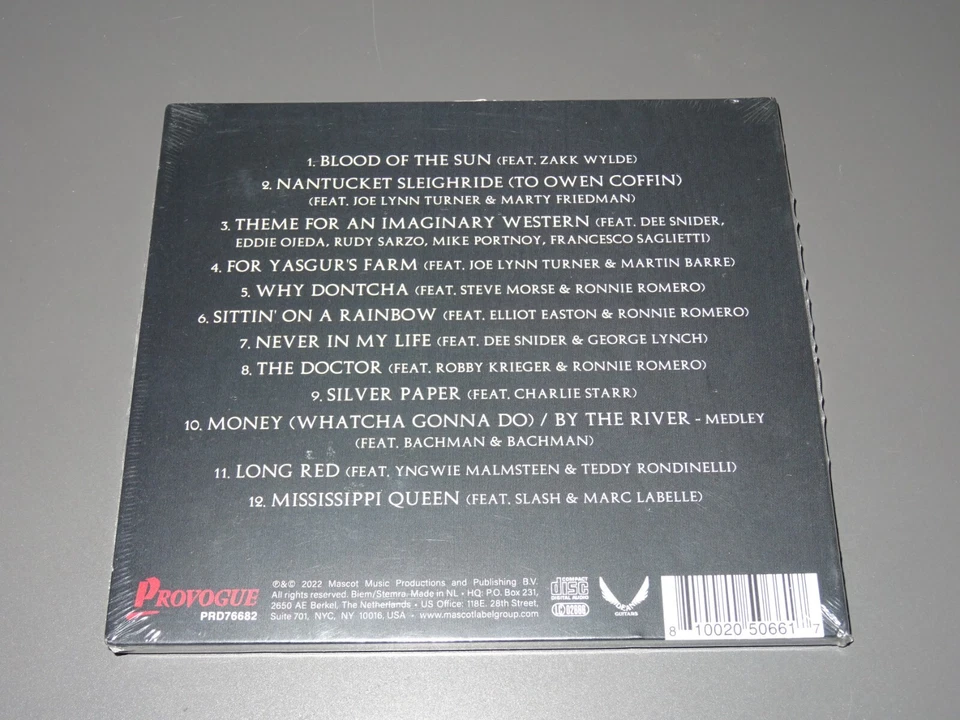 1. BLOOD OF THE SUN (FEAT. ZAKK WYLDE)
2. NANTUCKET SLEIGHRIDE (TO OWEN COFFIN)
(FEAT. JOE LYNN TURNER & MARTY FRIEDMAN)
3. THEME FOR AN IMAGINARY WESTERN (FEAT. DEE SNIDER,
EDDIE OJEDA, RUDY SARZO, MIKE PORTNOY, FRANCESCO SAGLIETTI)
4. FOR YASGUR'S FARM (FEAT. JOE LYNN TURNER & MARTIN BARRE)
5. WHY DONTCHA (FEAT. STEVE MORSE & RONNIE ROMERO)
6. SITTIN' ON A RAINBOW (FEAT. ELLIOT EASTON & RONNIE ROMERO)
7. NEVER IN MY LIFE (FEAT. DEE SNIDER & GEORGE LYNCH)
8. THE DOCTOR (FEAT. ROBBY KRIEGER & RONNIE ROMERO)
9. SILVER PAPER (FEAT. CHARLIE STARR)
10. MONEY (WHATCHA GONNA DO) / BY THE RIVER - MEDLEY
(FEAT. BACHMAN & BACHMAN)
11. LONG RED (FEAT. YNGWIE MALMSTEEN & TEDDY RONDINELLI)
12. MISSISSIPPI QUEEN (FEAT. SLASH & MARC LABELLE)
PROVOGUE
PRD76682
℗&© 2022 Mascot Music Productions and Publishing B.V.
All rights reserved. Biem/Stemra. Made in NL • HQ: P.O. Box 231,
2650 AE Berkel, The Netherlands • US Office: 118E. 28th Street,
Suite 701, NYC, NY 10016, USA - www.mascotlabelgroup.com
COMPACT
disc
DIGITAL AUDIO
LC 02866
DEAN
GUITARS
8 10020 50661 7